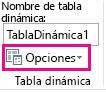 Nombre de tabla
dinámica:
TablaDinámica1
Opciones
Tabla dinámica